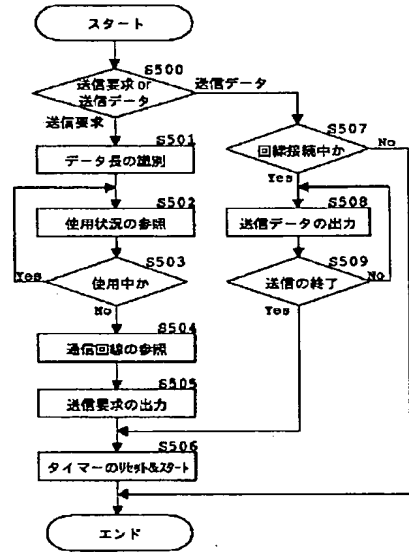 スタート
S500
送信要求 or
送信データ
送信データ
送信要求
S501
データ長の識別
S502
使用状況の参照
S503
使用中か
Yes
No
S504
通信回線の参照
S505
送信要求の出力
S506
タイマーのリセット&スタート
エンド
S507
回線接続中か
No
Yes
S508
送信データの出力
S509
送信の終了
No
Yes